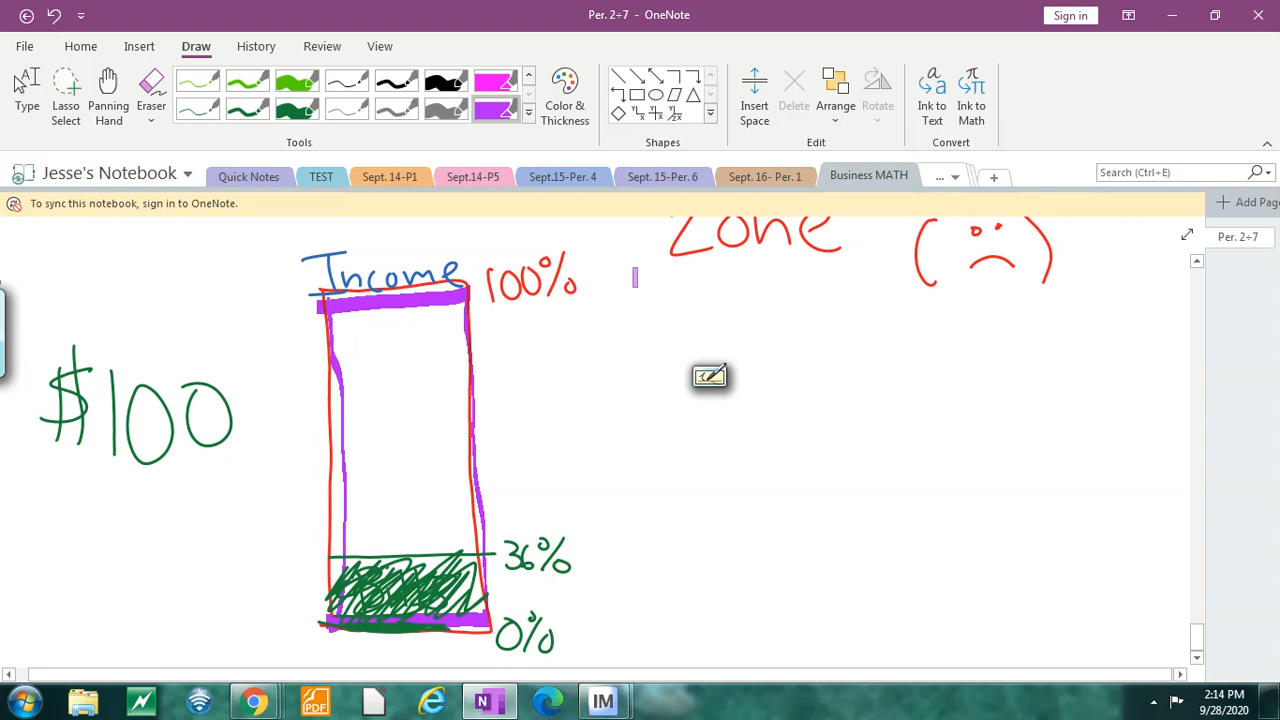 Per. 2÷7 - OneNote
Sign in
File Home Insert Draw History Review View
Type Lasso Select Panning Hand Eraser Color & Thickness Insert Space Delete Arrange Rotate Ink to Text Ink to Math
Tools Shapes Edit Convert
Jesse's Notebook Quick Notes TEST Sept. 14-P1 Sept.14-P5 Sept.15-Per. 4 Sept. 15-Per. 6 Sept. 16- Per. 1 Business MATH ... Search (Ctrl+E)
To sync this notebook, sign in to OneNote.
Add Page
Per. 2÷7
Zone
Income 100%
$100
36%
0%
IM
2:14 PM
9/28/2020